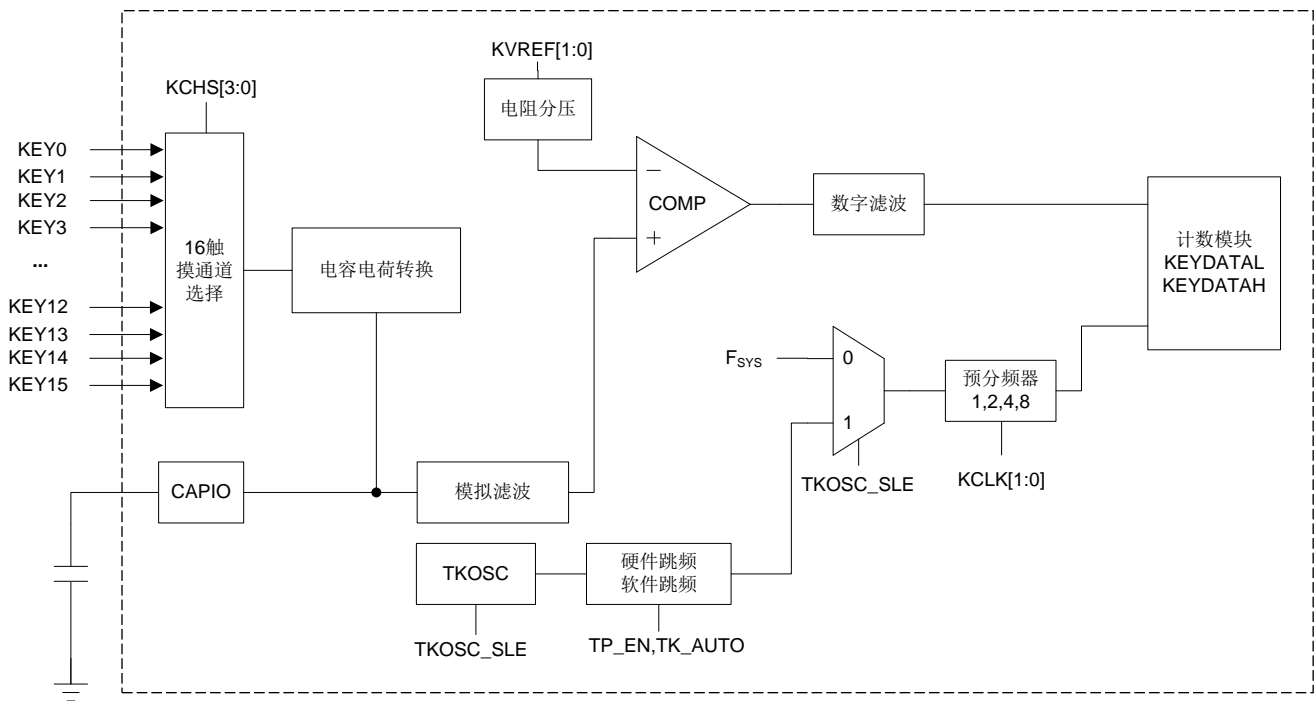 KVREF[1:0]
KCHS[3:0]
电阻分压
KEY0
KEY1
KEY2
KEY3
...
KEY12
KEY13
KEY14
KEY15
16触
摸通道
选择
电容电荷转换
−
COMP
+
数字滤波
计数模块
KEYDATAL
KEYDATAH
FSYS
0
1
预分频器
1,2,4,8
TKOSC_SLE
KCLK[1:0]
CAPIO
模拟滤波
TKOSC
硬件跳频
软件跳频
TKOSC_SLE
TP_EN,TK_AUTO